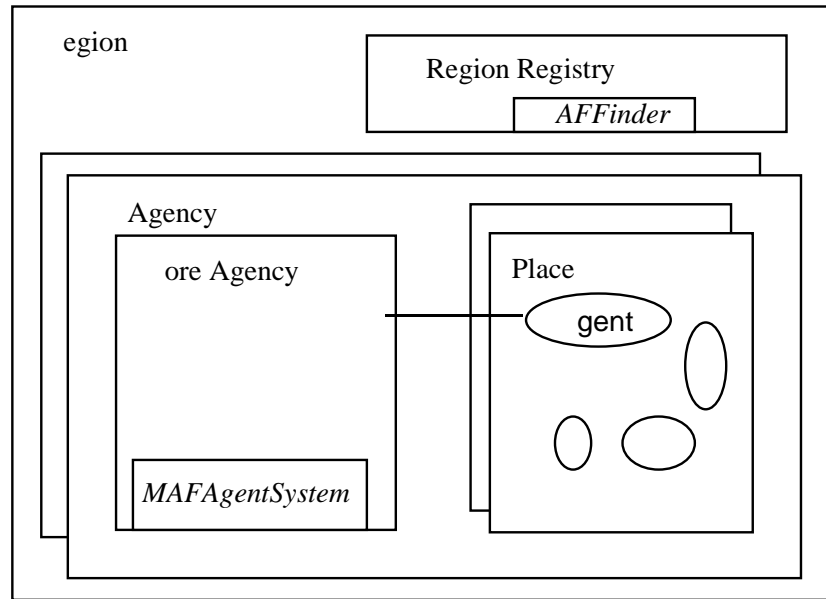 egion
Region Registry
AFFinder
Agency
ore Agency
Place
gent
MAFAgentSystem